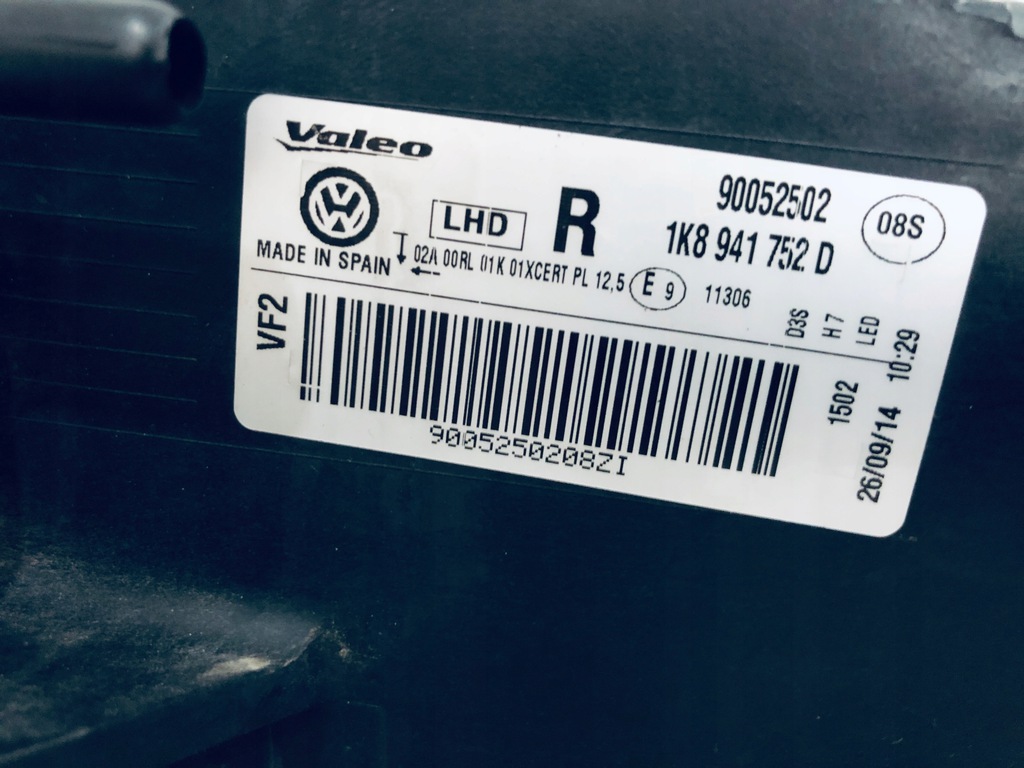 Valeo
90052502
08S
LHD
R
1K8 941 752 D
MADE IN SPAIN
02A 00RL 01K 01XCERT PL 12,5
E 9
11306
D3S
H7
LED
VF2
1502
26/09/14 10:29
9005250208ZI